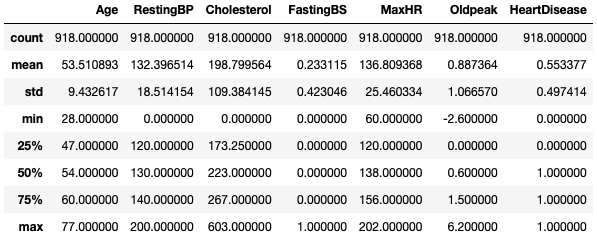 Age RestingBP Cholesterol FastingBS MaxHR Oldpeak HeartDisease
count 918.000000 918.000000 918.000000 918.000000 918.000000 918.000000 918.000000
mean 53.510893 132.396514 198.799564 0.233115 136.809368 0.887364 0.553377
std 9.432617 18.514154 109.384145 0.423046 25.460334 1.066570 0.497414
min 28.000000 0.000000 0.000000 0.000000 60.000000 -2.600000 0.000000
25% 47.000000 120.000000 173.250000 0.000000 120.000000 0.000000 0.000000
50% 54.000000 130.000000 223.000000 0.000000 138.000000 0.600000 1.000000
75% 60.000000 140.000000 267.000000 0.000000 156.000000 1.500000 1.000000
max 77.000000 200.000000 603.000000 1.000000 202.000000 6.200000 1.000000